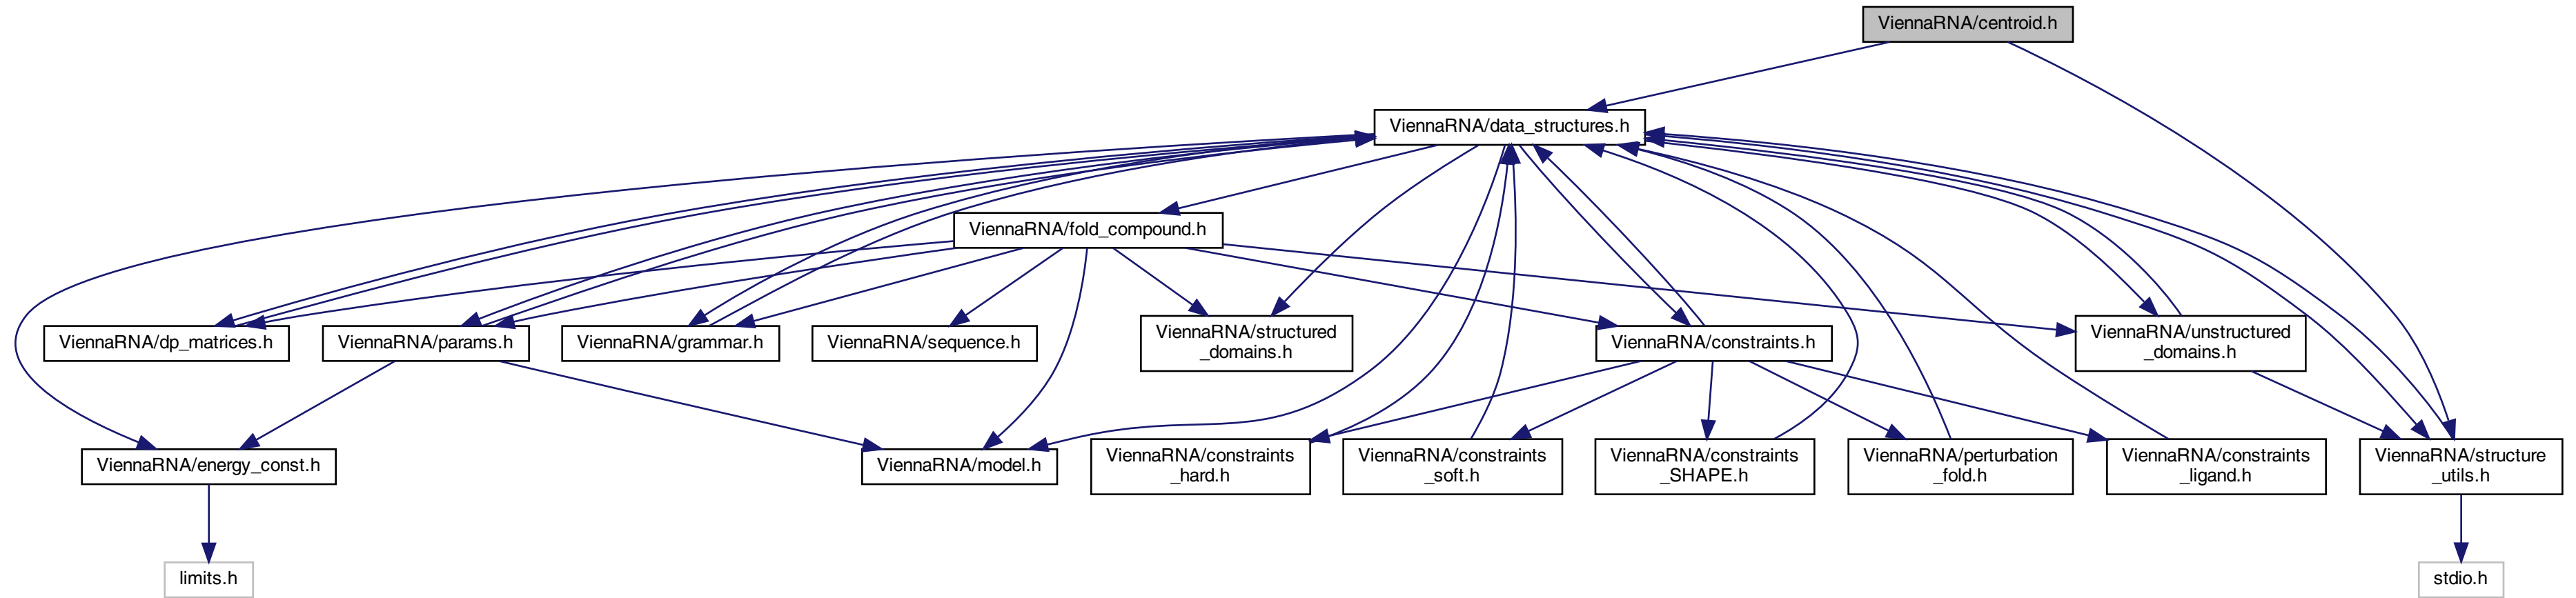 ViennaRNA/centroid.h
ViennaRNA/data_structures.h
ViennaRNA/fold_compound.h
ViennaRNA/dp_matrices.h
ViennaRNA/params.h
ViennaRNA/grammar.h
ViennaRNA/sequence.h
ViennaRNA/structured
_domains.h
ViennaRNA/constraints.h
ViennaRNA/unstructured
_domains.h
ViennaRNA/energy_const.h
ViennaRNA/model.h
ViennaRNA/constraints
_hard.h
ViennaRNA/constraints
_soft.h
ViennaRNA/constraints
_SHAPE.h
ViennaRNA/perturbation
_fold.h
ViennaRNA/constraints
_ligand.h
ViennaRNA/structure
_utils.h
limits.h
stdio.h